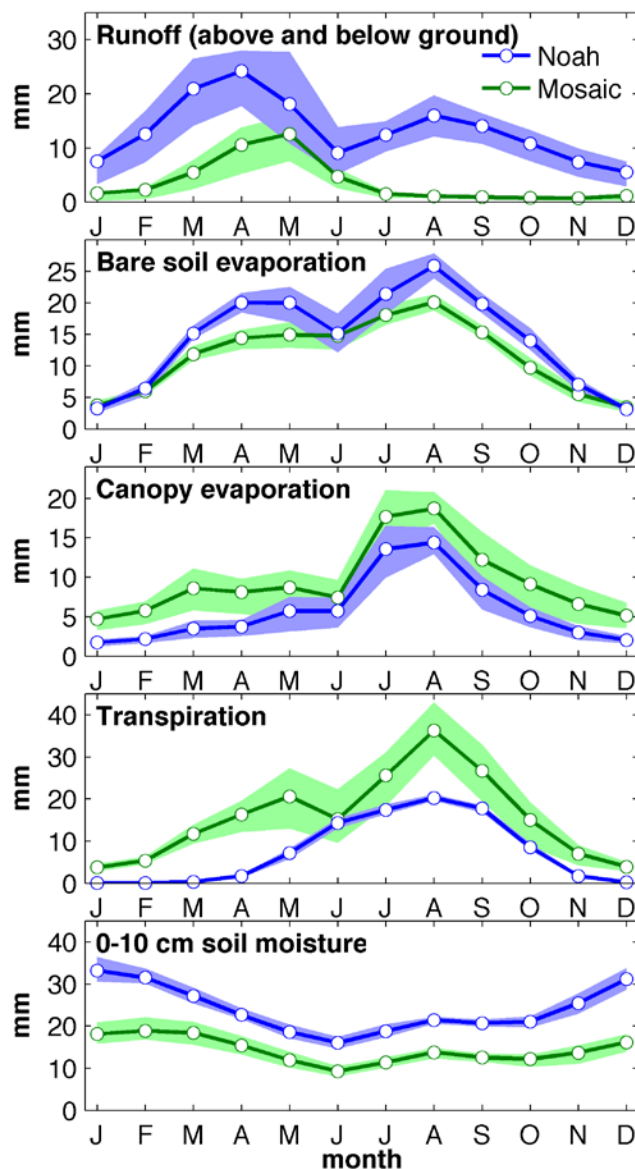 Runoff (above and below ground)
Noah
Mosaic
mm
30
20
10
0
J F M A M J J A S O N D
Bare soil evaporation
mm
25
20
15
10
5
0
J F M A M J J A S O N D
Canopy evaporation
mm
20
15
10
5
0
J F M A M J J A S O N D
Transpiration
mm
40
30
20
10
0
J F M A M J J A S O N D
0-10 cm soil moisture
mm
40
30
20
10
0
J F M A M J J A S O N D
month